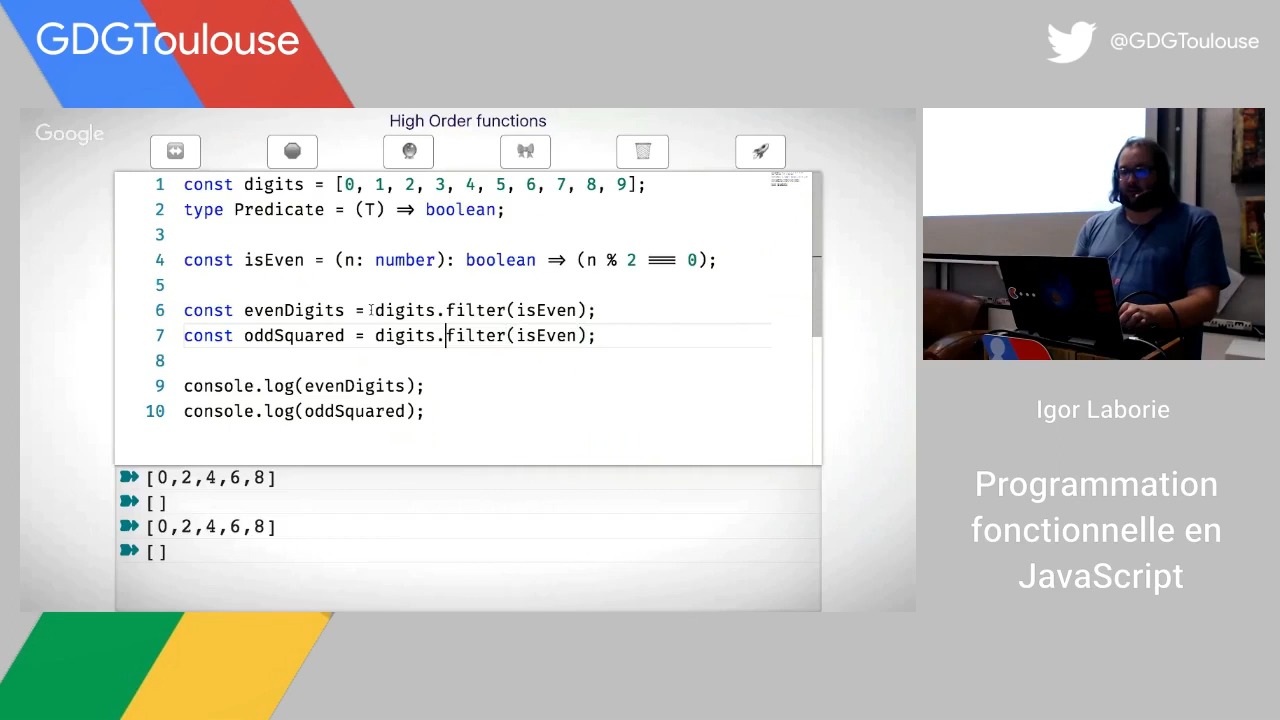 GDGToulouse
@GDGToulouse
Google
High Order functions
1 const digits = [0, 1, 2, 3, 4, 5, 6, 7, 8, 9];
2 type Predicate = (T) => boolean;
3
4 const isEven = (n: number): boolean => (n % 2 === 0);
5
6 const evenDigits = digits.filter(isEven);
7 const oddSquared = digits.filter(isEven);
8
9 console.log(evenDigits);
10 console.log(oddSquared);
[0,2,4,6,8]
[]
[0,2,4,6,8]
[]
Igor Laborie
Programmation
fonctionnelle en
JavaScript